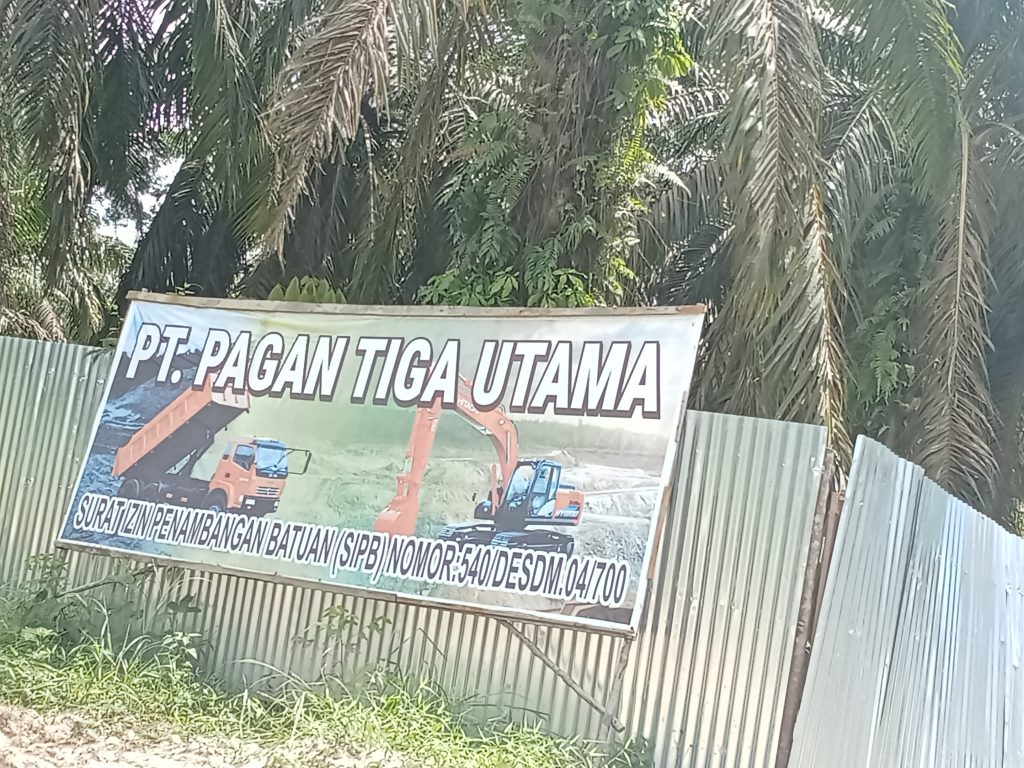 PT. PAGAN TIGA UTAMA
SURAT IZIN PENAMBANGAN BATUAN (SIPB) NOMOR:540/DESDM.04/700